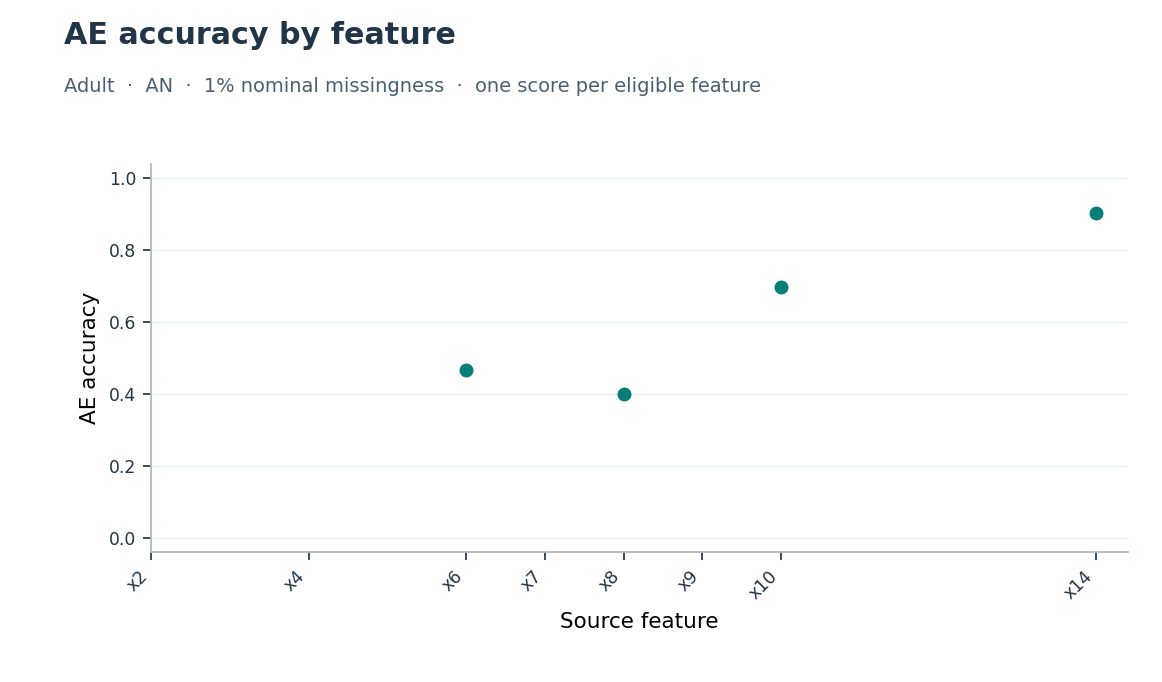 AE accuracy by feature
Adult · AN · 1% nominal missingness · one score per eligible feature
1.0
0.8
0.6
0.4
0.2
0.0
AE accuracy
x2 x4 x6 x7 x8 x9 x10 x14
Source feature